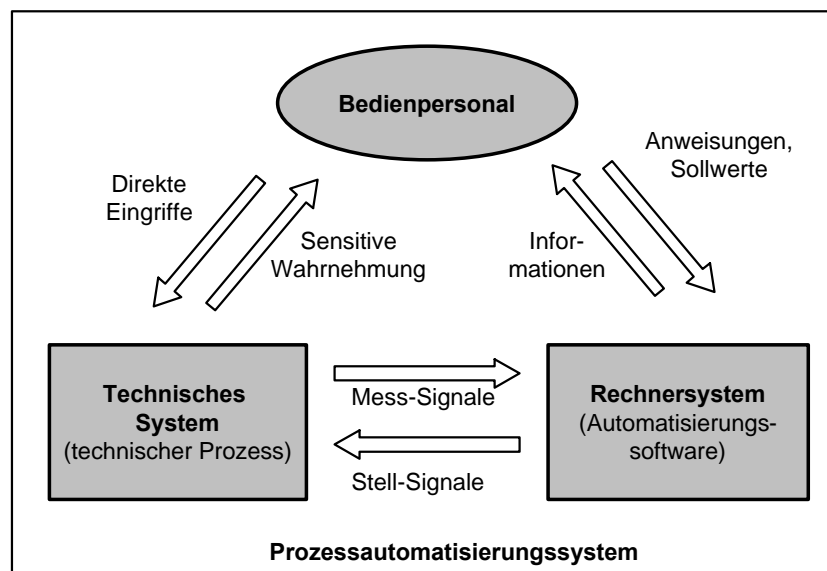 Bedienpersonal
Anweisungen,
Sollwerte
Direkte
Eingriffe
Sensitive
Wahrnehmung
Infor-
mationen
Technisches
System
(technischer Prozess)
Mess-Signale
Stell-Signale
Rechnersystem
(Automatisierungs-
software)
Prozessautomatisierungssystem